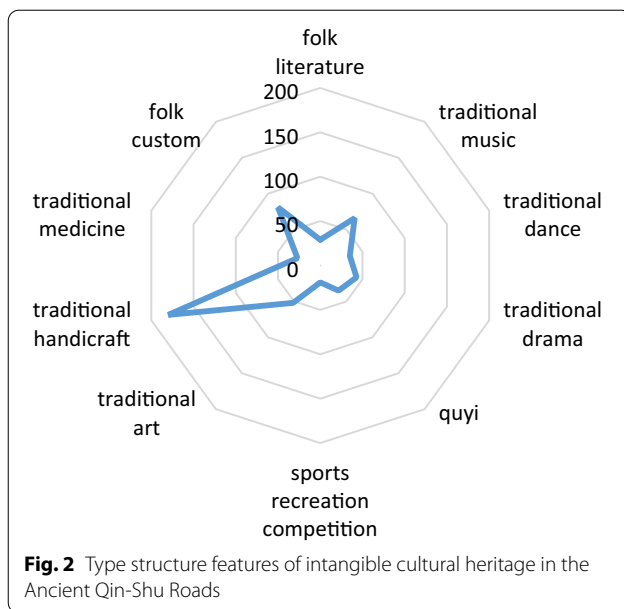 folk
literature
200
folk
custom
traditional
music
150
100
traditional
medicine
traditional
dance
50
0
traditional
handicraft
traditional
drama
traditional
art
quyi
sports
recreation
competition
Fig. 2 Type structure features of intangible cultural heritage in the
Ancient Qin-Shu Roads